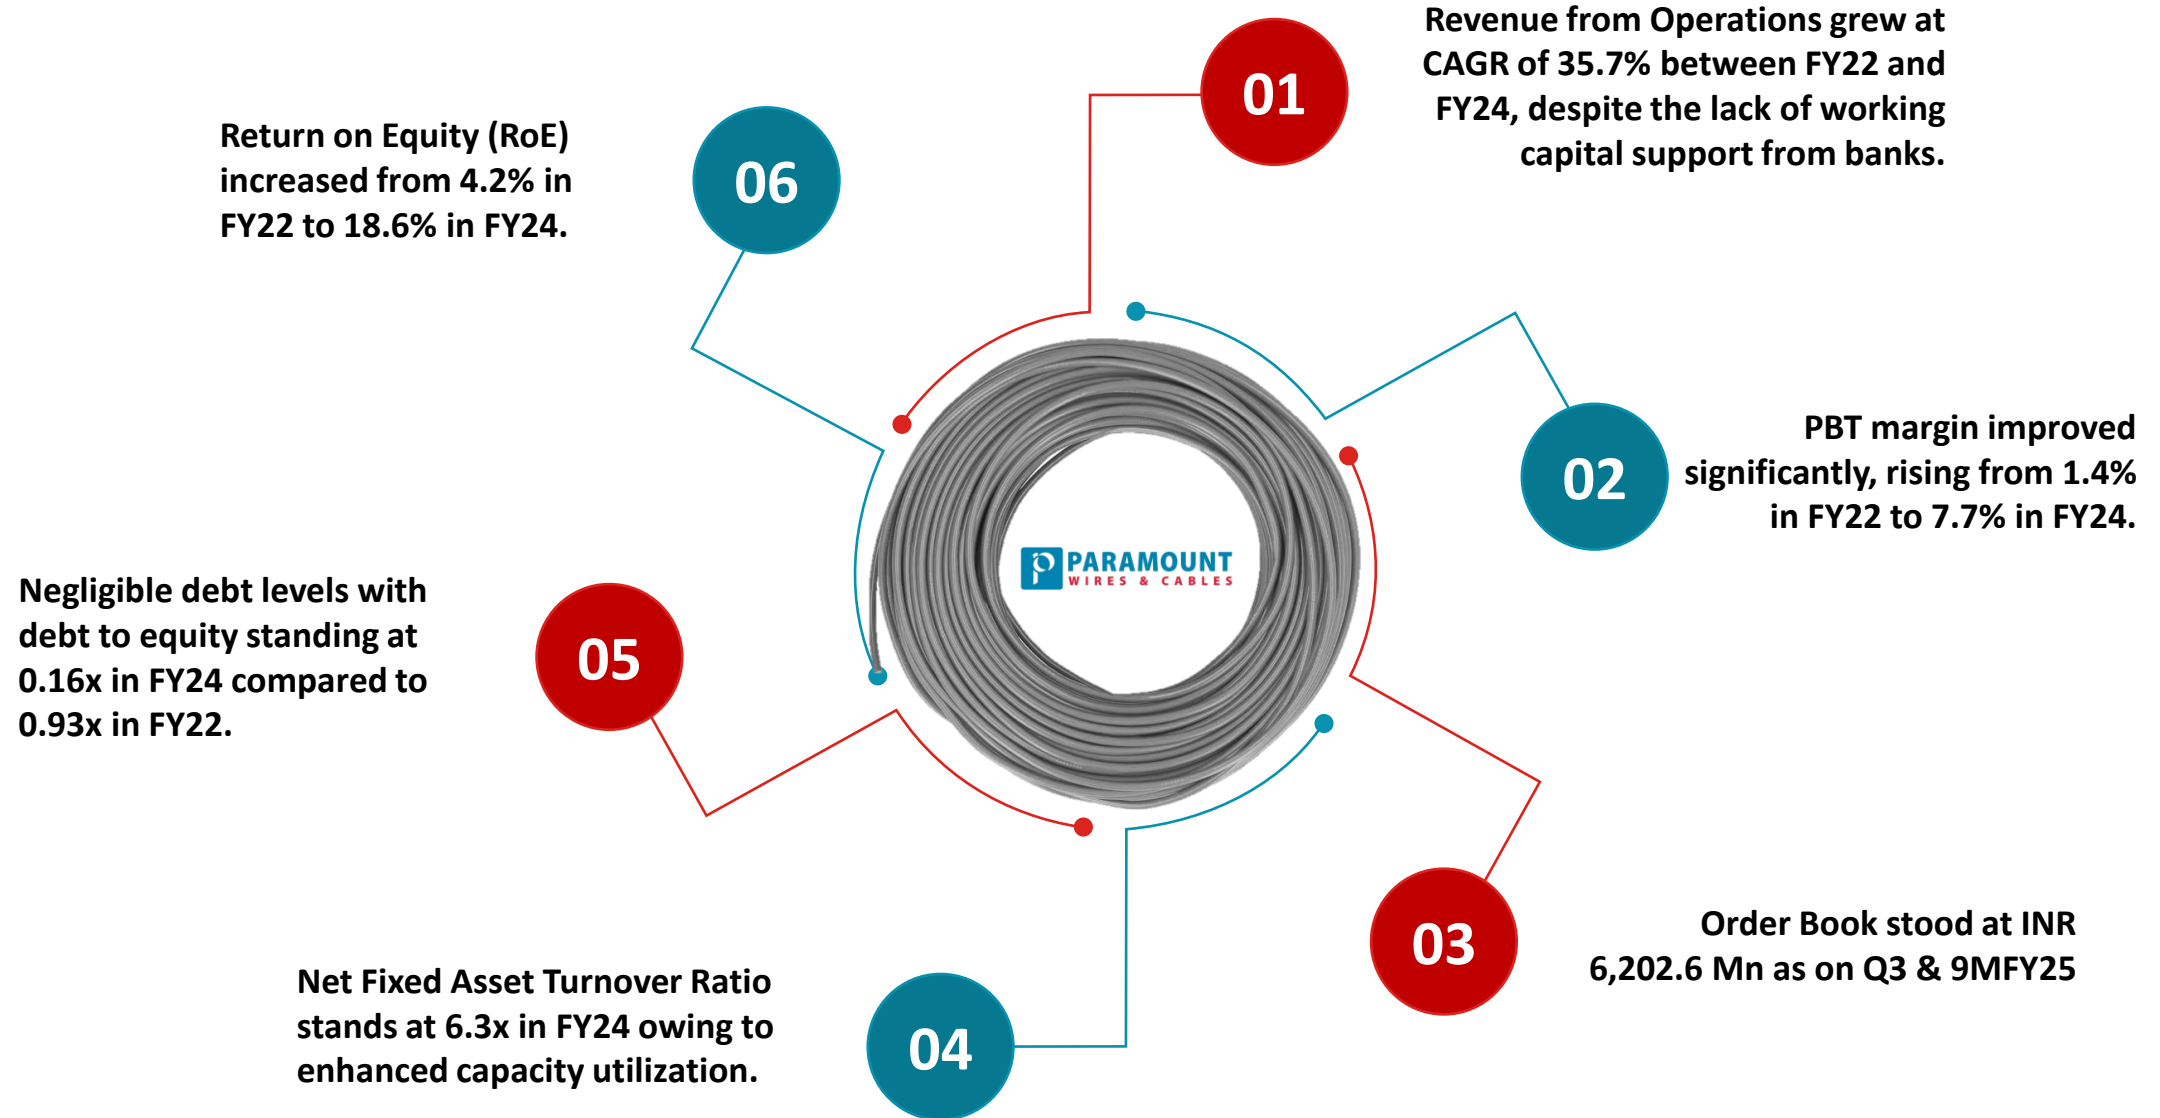 01
Revenue from Operations grew at
CAGR of 35.7% between FY22 and
FY24, despite the lack of working
capital support from banks.
02
PBT margin improved
significantly, rising from 1.4%
in FY22 to 7.7% in FY24.
03
Order Book stood at INR
6,202.6 Mn as on Q3 & 9MFY25
04
Net Fixed Asset Turnover Ratio
stands at 6.3x in FY24 owing to
enhanced capacity utilization.
05
Negligible debt levels with
debt to equity standing at
0.16x in FY24 compared to
0.93x in FY22.
06
Return on Equity (RoE)
increased from 4.2% in
FY22 to 18.6% in FY24.
PARAMOUNT
WIRES & CABLES